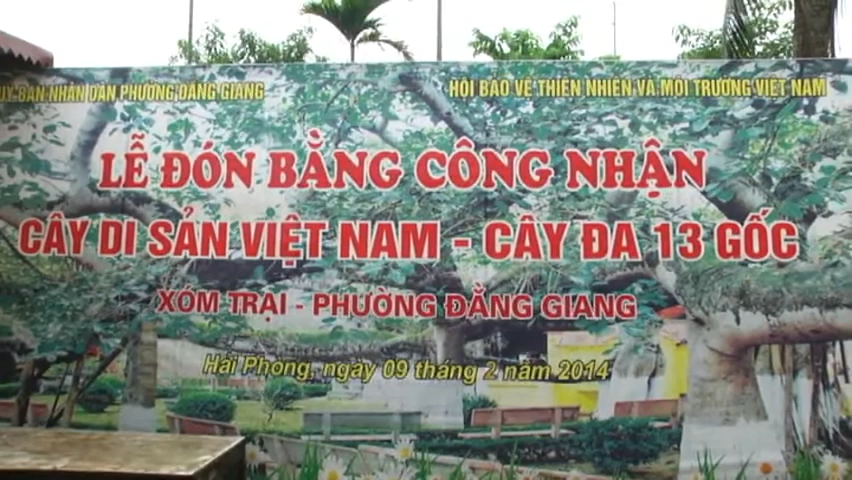 ỦY BAN NHÂN DÂN PHƯỜNG ĐẰNG GIANG
HỘI BẢO VỆ THIÊN NHIÊN VÀ MÔI TRƯỜNG VIỆT NAM
LỄ ĐÓN BẰNG CÔNG NHẬN
CÂY DI SẢN VIỆT NAM - CÂY ĐA 13 GỐC
XÓM TRẠI - PHƯỜNG ĐẰNG GIANG
Hải Phòng, ngày 09 tháng 2 năm 2014